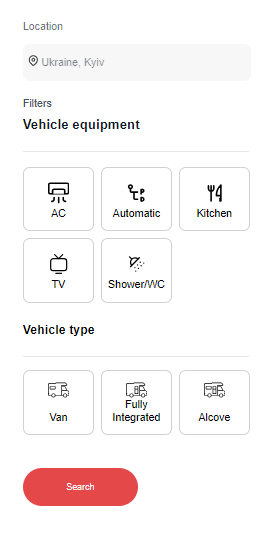 Location
Ukraine, Kyiv
Filters
Vehicle equipment
AC
Automatic
Kitchen
TV
Shower/WC
Vehicle type
Van
Fully
Integrated
Alcove
Search